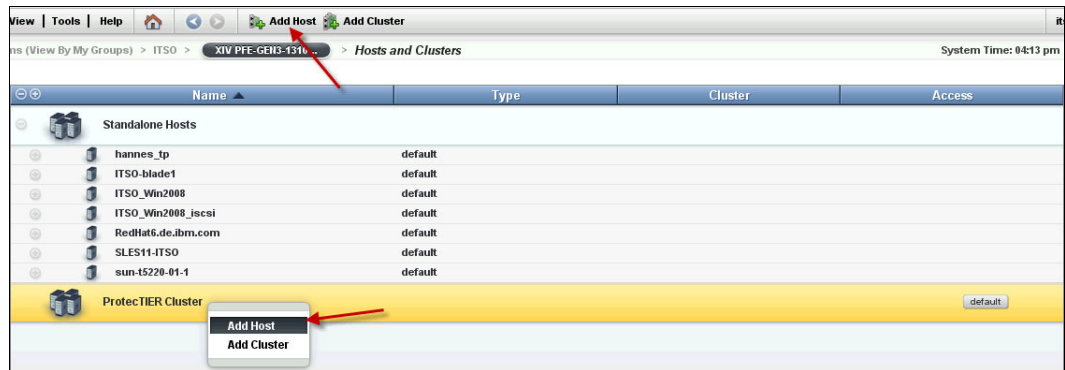 View | Tools | Help Add Host Add Cluster it
ns (View By My Groups) > ITSO > XIV PFE-GEN3-1310... > Hosts and Clusters System Time: 04:13 pm
Name Type Cluster Access
Standalone Hosts
hannes_tp default
ITSO-blade1 default
ITSO_Win2008 default
ITSO_Win2008_iscsi default
RedHat6.de.ibm.com default
SLES11-ITSO default
sun-t5220-01-1 default
ProtecTIER Cluster default
Add Host
Add Cluster